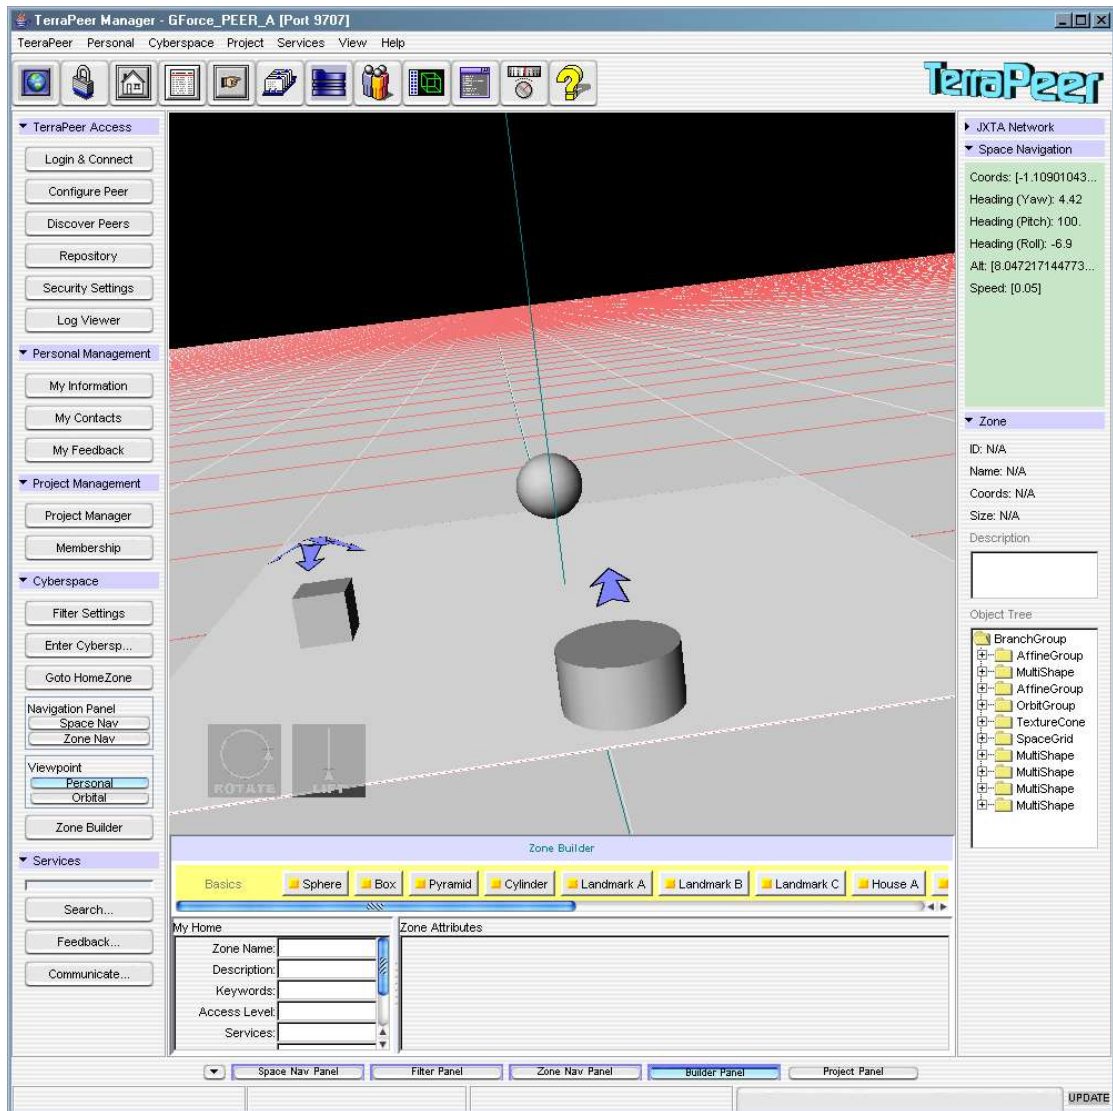 TerraPeer Manager - GForce_PEER_A [Port 9707]
TeeraPeer Personal Cyberspace Project Services View Help
TerraPeer
TerraPeer Access
Login & Connect
Configure Peer
Discover Peers
Repository
Security Settings
Log Viewer
Personal Management
My Information
My Contacts
My Feedback
Project Management
Project Manager
Membership
Cyberspace
Filter Settings
Enter Cybersp...
Goto HomeZone
Navigation Panel
Space Nav
Zone Nav
Viewpoint
Personal
Orbital
Zone Builder
Services
Search...
Feedback...
Communicate...
ROTATE LIFT
Zone Builder
Basics Sphere Box Pyramid Cylinder Landmark A Landmark B Landmark C House A
My Home
Zone Name:
Description:
Keywords:
Access Level:
Services:
Zone Attributes
JXTA Network
Space Navigation
Coords: [-1.10901043...
Heading (Yaw): 4.42
Heading (Pitch): 100.
Heading (Roll): -6.9
Alt: [8.047217144773...
Speed: [0.05]
Zone
ID: N/A
Name: N/A
Coords: N/A
Size: N/A
Description
Object Tree
BranchGroup
AffineGroup
MultiShape
AffineGroup
OrbitGroup
TextureCone
SpaceGrid
MultiShape
MultiShape
MultiShape
MultiShape
Space Nav Panel Filter Panel Zone Nav Panel Builder Panel Project Panel
UPDATE